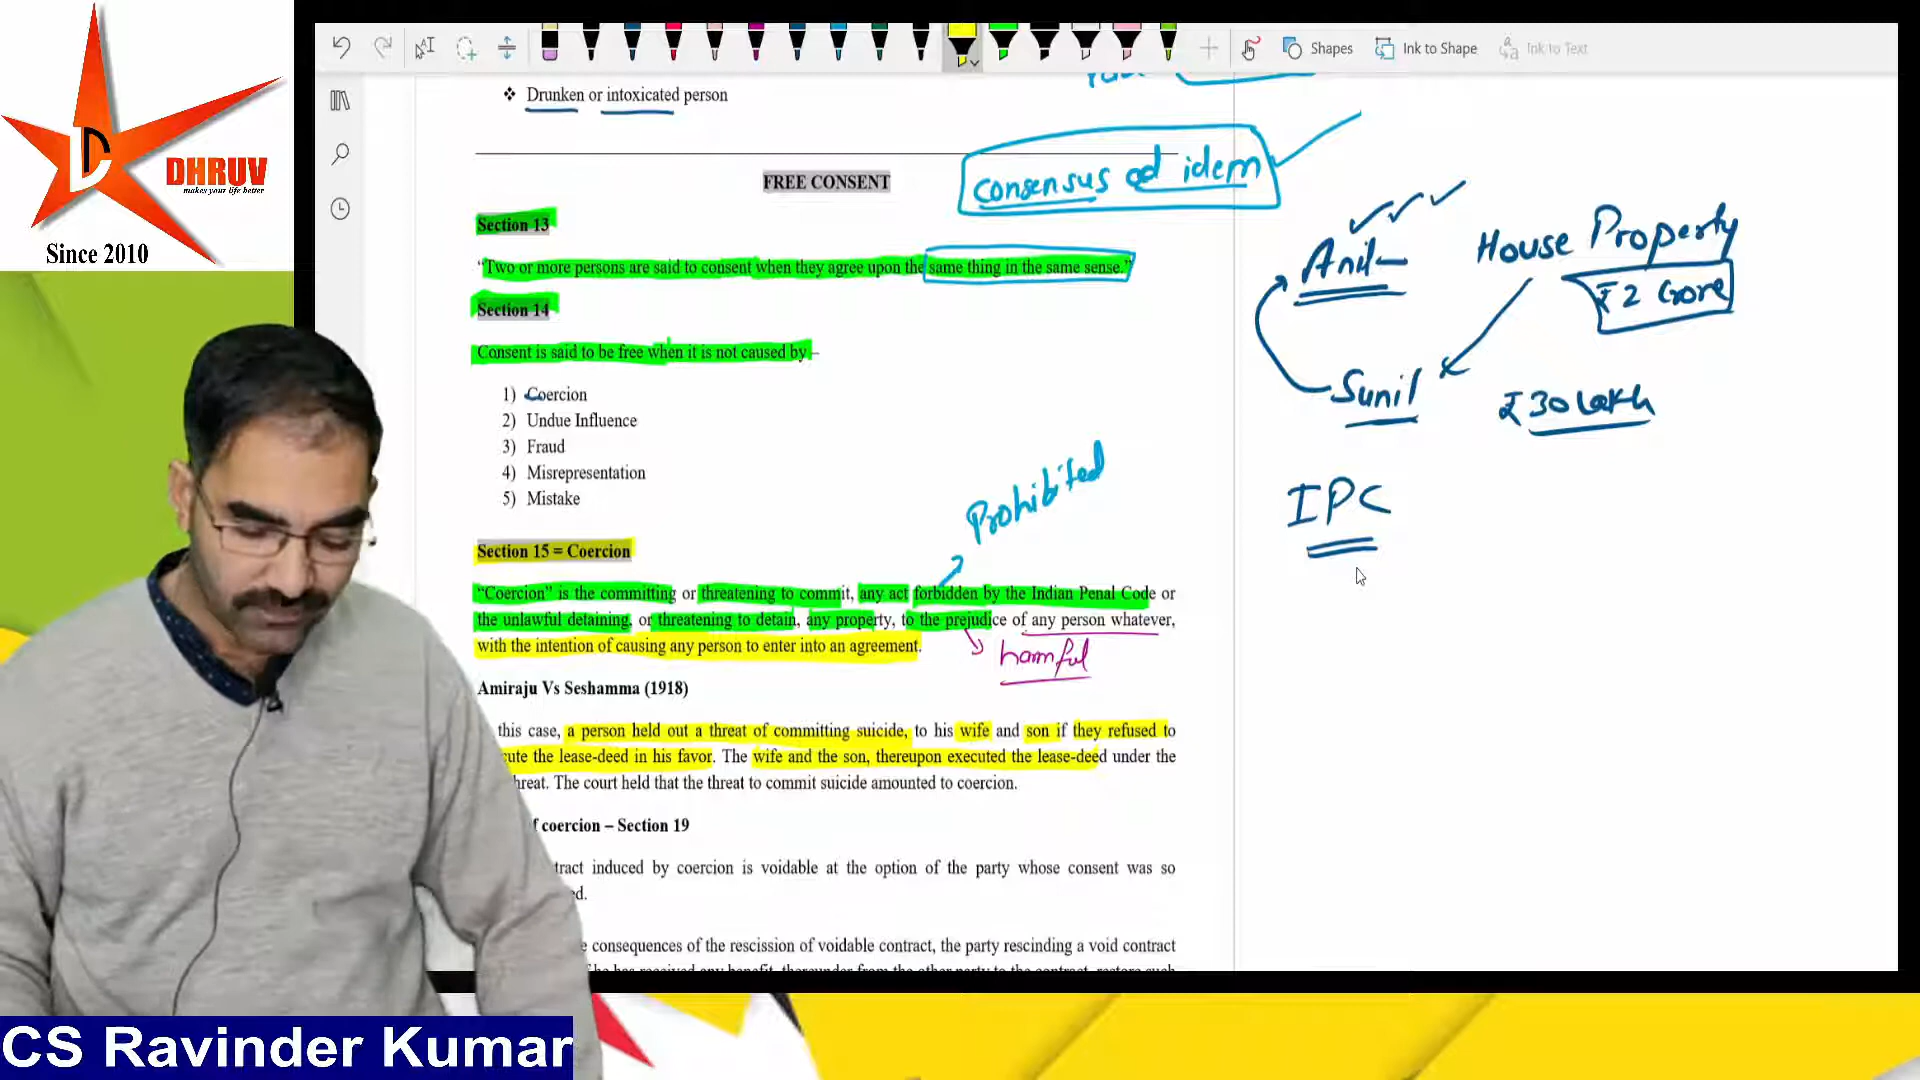 DHRUV
makes your life better
Since 2010
Shapes
Ink to Shape
Ink to Text
❖ Drunken or intoxicated person
consensus ad idem
FREE CONSENT
Section 13
“Two or more persons are said to consent when they agree upon the same thing in the same sense.”
Section 14
Consent is said to be free when it is not caused by –
1) Coercion
2) Undue Influence
3) Fraud
4) Misrepresentation
5) Mistake
Prohibited
Section 15 = Coercion
“Coercion” is the committing or threatening to commit, any act forbidden by the Indian Penal Code or
the unlawful detaining, or threatening to detain, any property, to the prejudice of any person whatever,
with the intention of causing any person to enter into an agreement.
harmful
Amiraju Vs Seshamma (1918)
this case, a person held out a threat of committing suicide, to his wife and son if they refused to
the lease-deed in his favor. The wife and the son, thereupon executed the lease-deed under the
threat. The court held that the threat to commit suicide amounted to coercion.
coercion – Section 19
induced by coercion is voidable at the option of the party whose consent was so
consequences of the rescission of voidable contract, the party rescinding a void contract
Anil
House Property
₹2 Crore
Sunil
₹30 Lakh
IPC
CS Ravinder Kumar